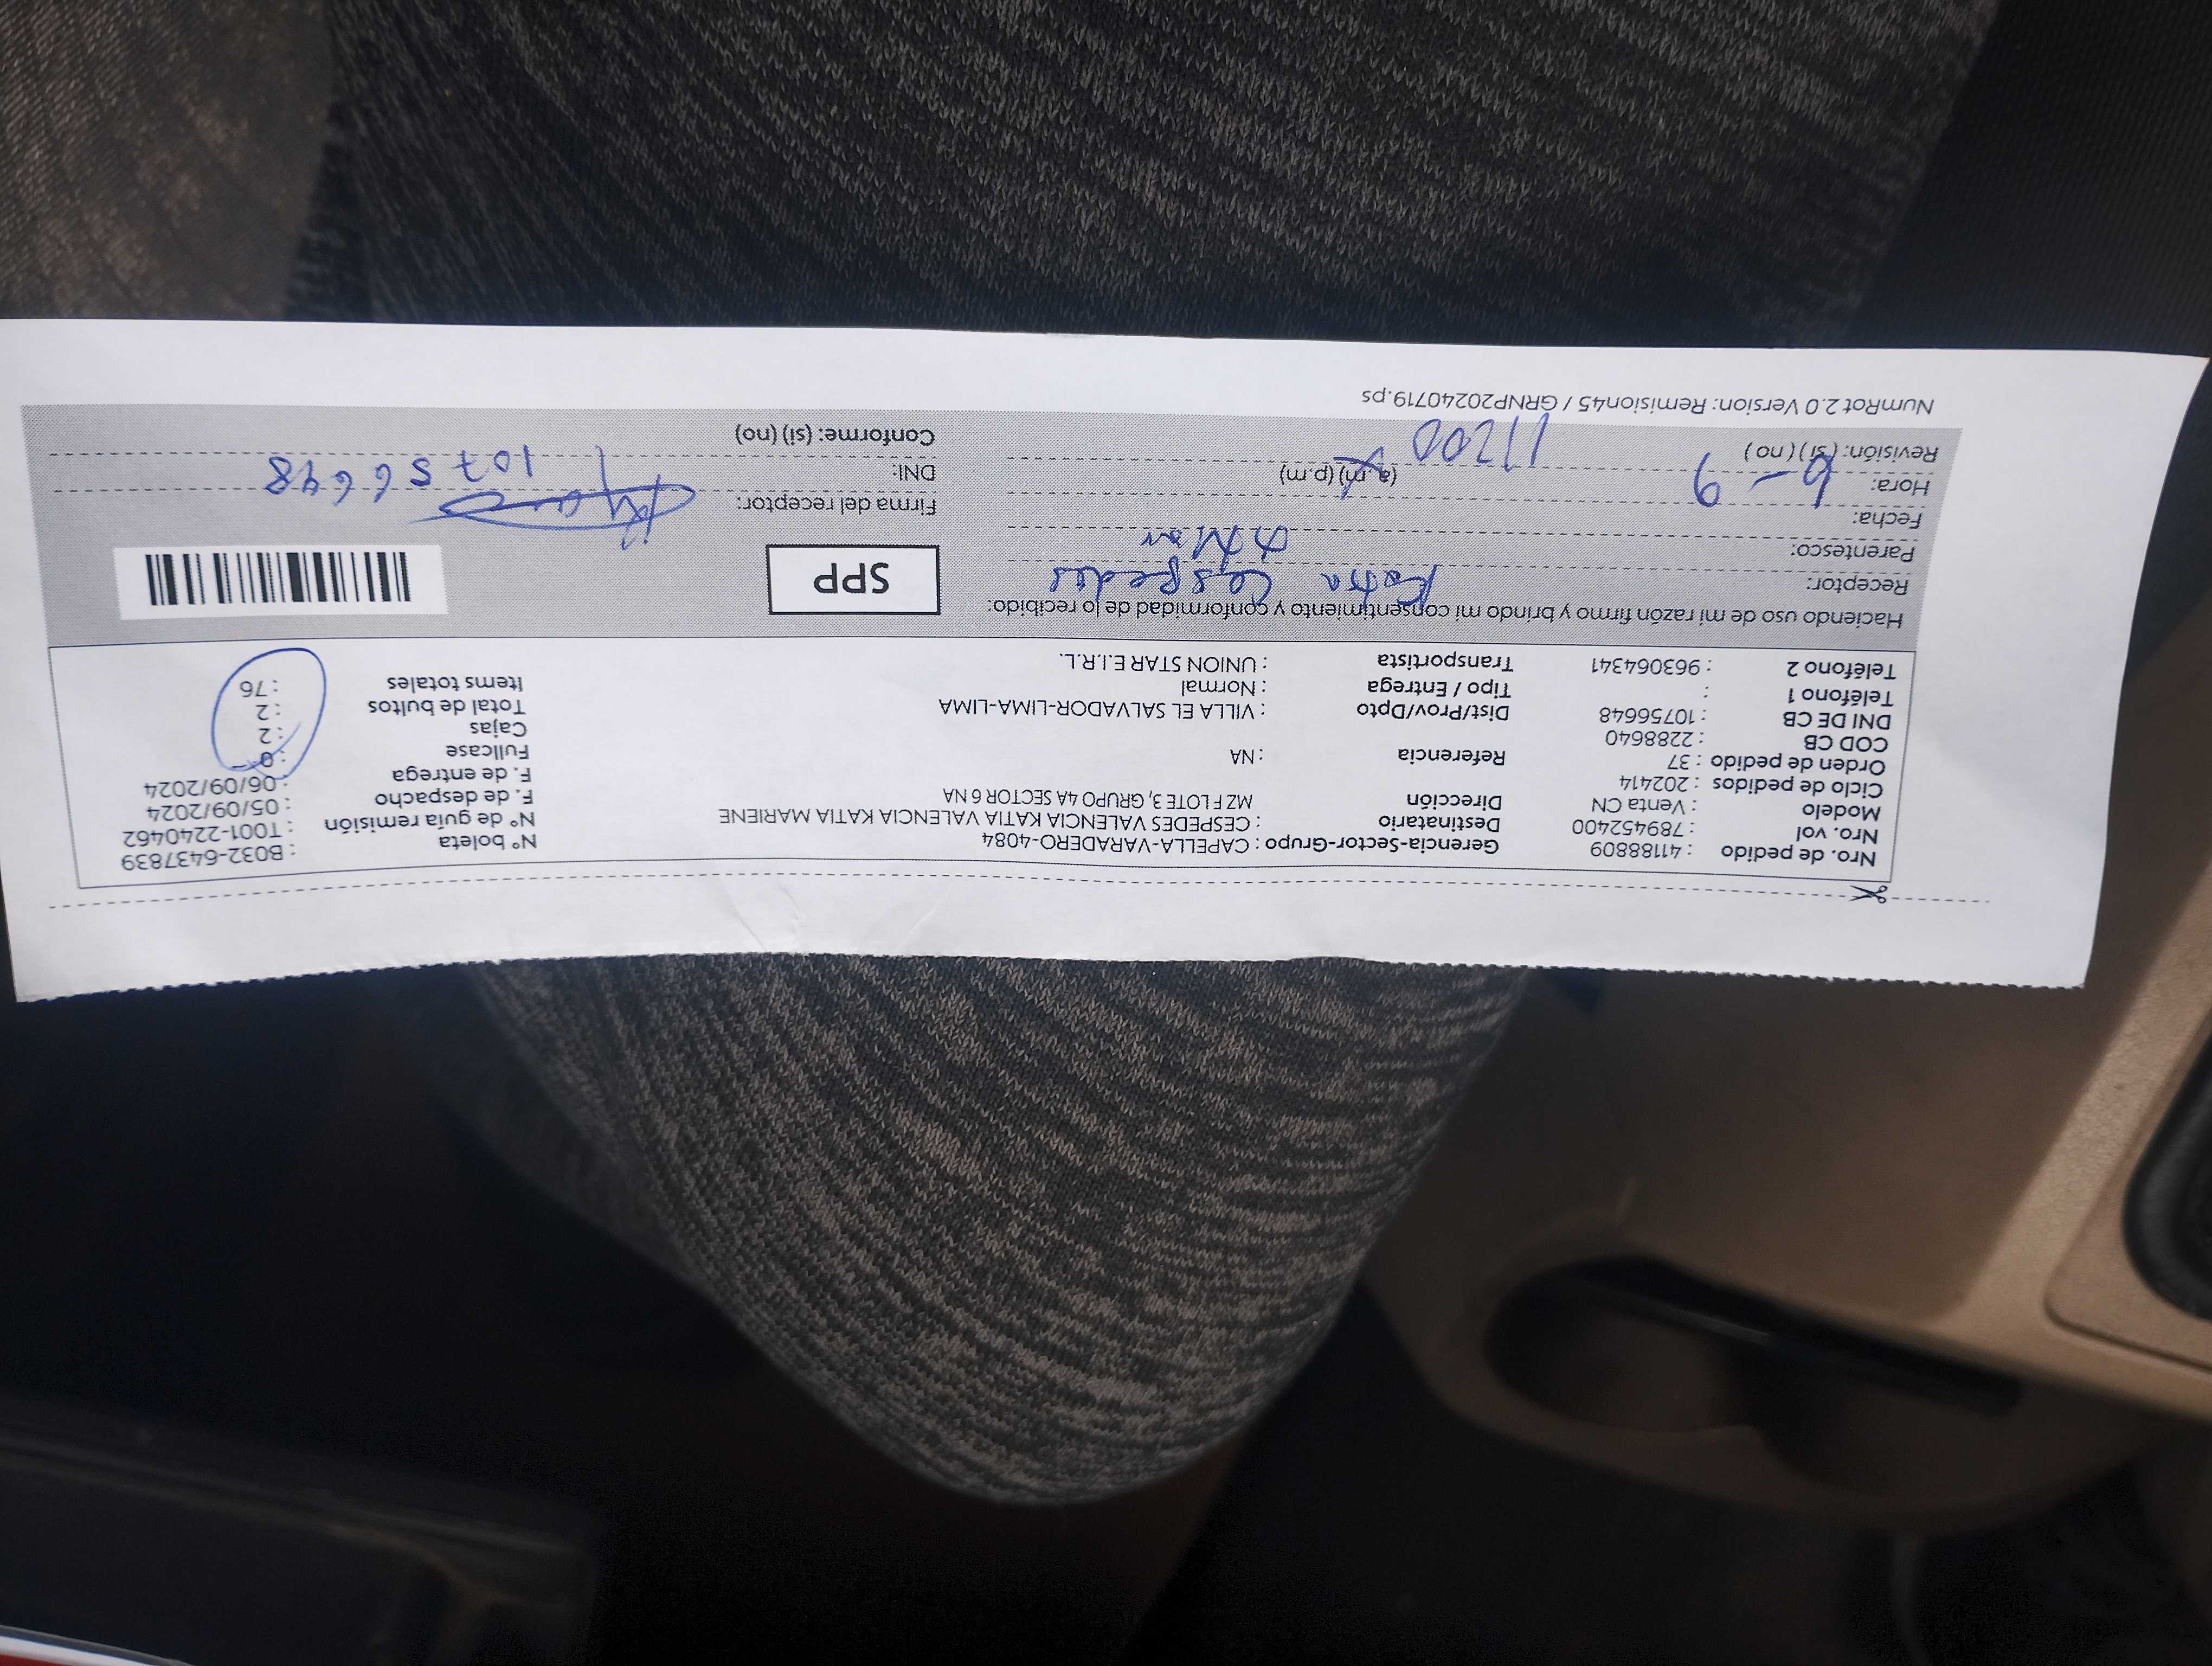 Nro. de pedido : 41188809 Gerencia-Sector-Grupo : CAPELLA-VARADERO-4084 N° boleta : B032-6437839
Nro. vol : 789452400 Destinatario : CESPEDES VALENCIA KATIA VALENCIA KATIA MARIENE N° de guía remisión : T001-2240462
Modelo : Venta CN Dirección MZ F LOTE 3, GRUPO 4A SECTOR 6 NA F. de despacho : 05/09/2024
Ciclo de pedidos : 202414 F. de entrega : 06/09/2024
Orden de pedido : 37 Referencia : NA Fullcase : 0
COD CB : 2288640 Cajas : 2
DNI DE CB : 10756648 Dist/Prov/Dpto : VILLA EL SALVADOR-LIMA-LIMA Total de bultos : 2
Teléfono 1 : Tipo / Entrega : Normal Items totales : 76
Teléfono 2 : 963064341 Transportista : UNION STAR E.I.R.L.
Haciendo uso de mi razón firmo y brindo mi consentimiento y conformidad de lo recibido:
Receptor: Katia Cespedes
SPP
Parentesco:
Fecha: 6-9
Firma del receptor:
Hora: (a.m) (p.m)
DNI: 10756648
Revisión: (si) (no)
Conforme: (si) (no)
NumRot 2.0 Version: Remision45 / GRNP20240719.ps